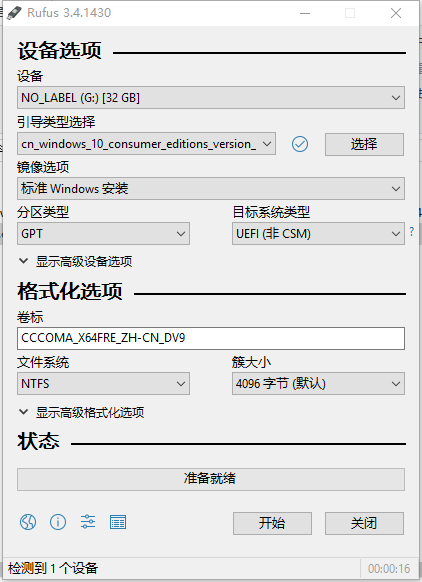 Rufus 3.4.1430
设备选项
设备
NO_LABEL (G:) [32 GB]
引导类型选择
cn_windows_10_consumer_editions_version_
选择
镜像选项
标准 Windows 安装
分区类型
目标系统类型
GPT
UEFI (非 CSM)
?
显示高级设备选项
格式化选项
卷标
CCCOMA_X64FRE_ZH-CN_DV9
文件系统
簇大小
NTFS
4096 字节 (默认)
显示高级格式化选项
状态
准备就绪
开始
关闭
检测到 1 个设备
00:00:16